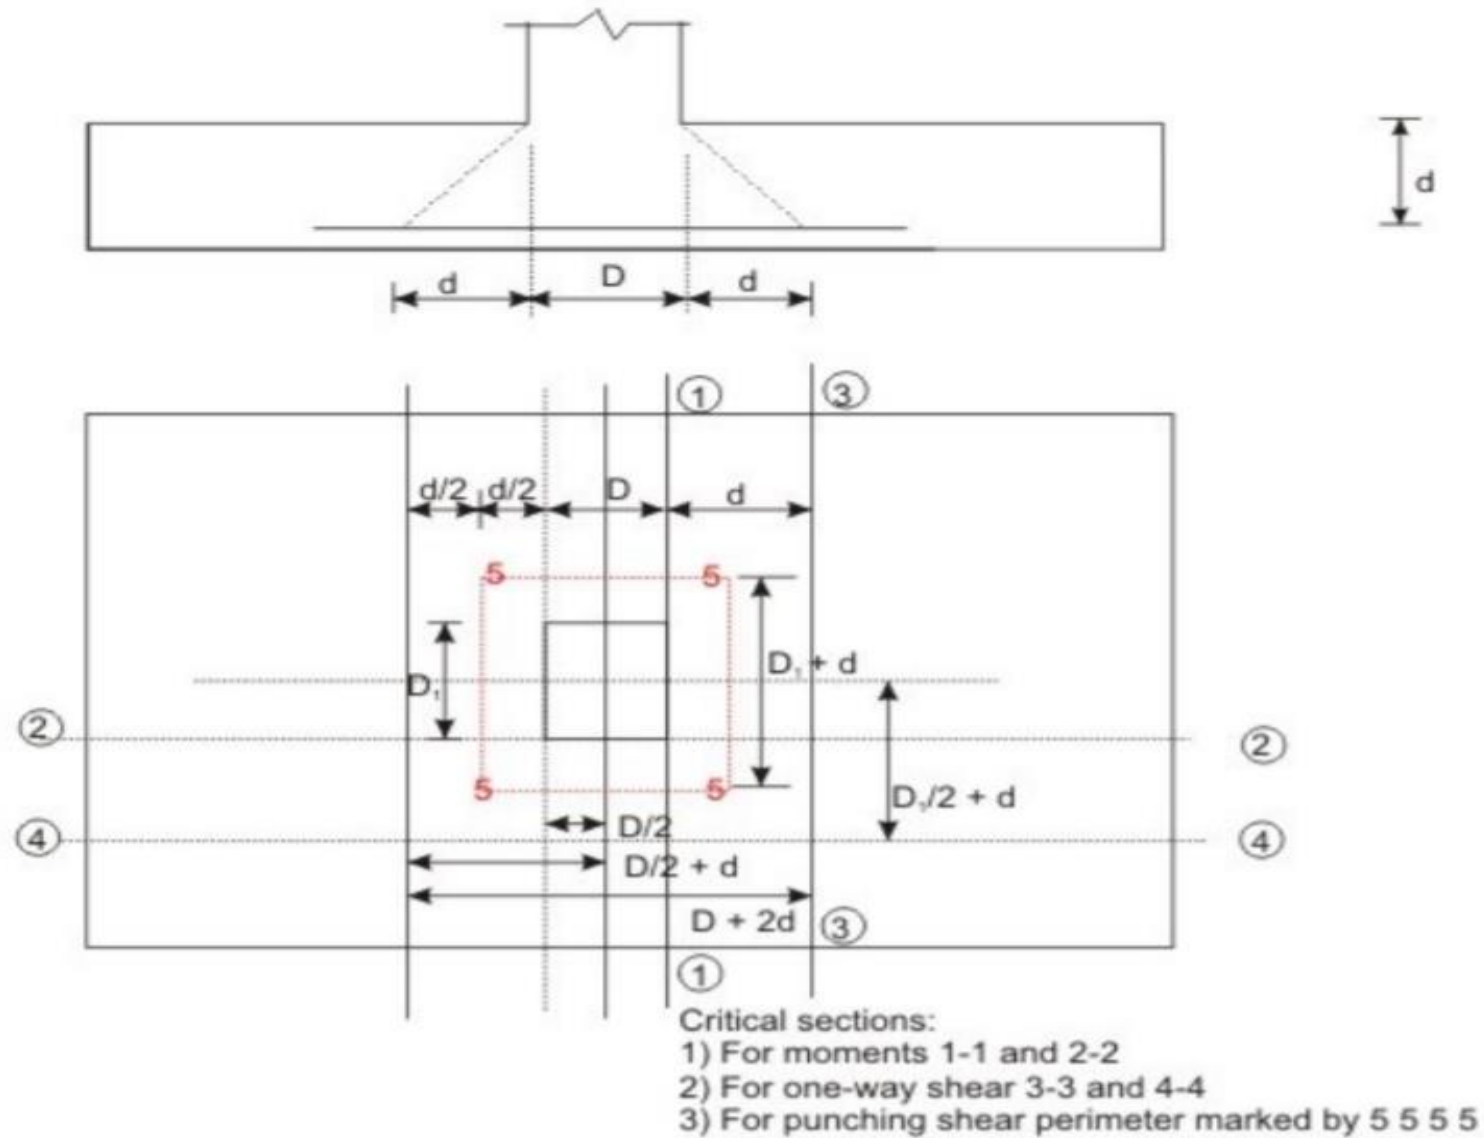 d
d D d
① ③
d/2 d/2 D d
5 5
D₁ D₁ + d
② ②
5 5
D₁/2 + d
D/2
④ ④
D/2 + d
D + 2d ③
①
Critical sections:
1) For moments 1-1 and 2-2
2) For one-way shear 3-3 and 4-4
3) For punching shear perimeter marked by 5 5 5 5